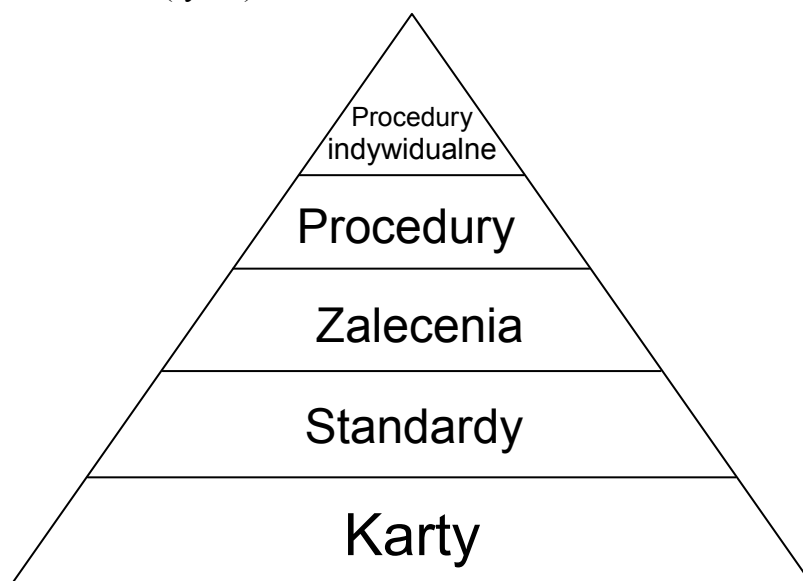 Procedury
indywidualne
Procedury
Zalecenia
Standardy
Karty